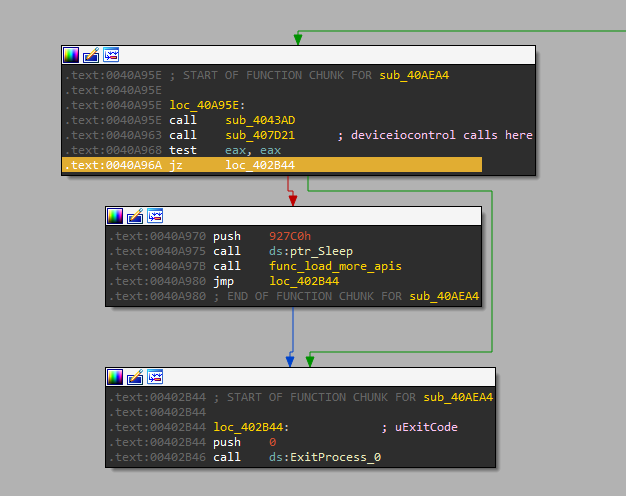 .text:0040A95E ; START OF FUNCTION CHUNK FOR sub_40AEA4
.text:0040A95E
.text:0040A95E loc_40A95E:
.text:0040A95E call sub_4043AD
.text:0040A963 call sub_407D21 ; deviceiocontrol calls here
.text:0040A968 test eax, eax
.text:0040A96A jz loc_402B44
.text:0040A970 push 927C0h
.text:0040A975 call ds:ptr_Sleep
.text:0040A97B call func_load_more_apis
.text:0040A980 jmp loc_402B44
.text:0040A980 ; END OF FUNCTION CHUNK FOR sub_40AEA4
.text:00402B44 ; START OF FUNCTION CHUNK FOR sub_40AEA4
.text:00402B44
.text:00402B44 loc_402B44: ; uExitCode
.text:00402B44 push 0
.text:00402B46 call ds:ExitProcess_0